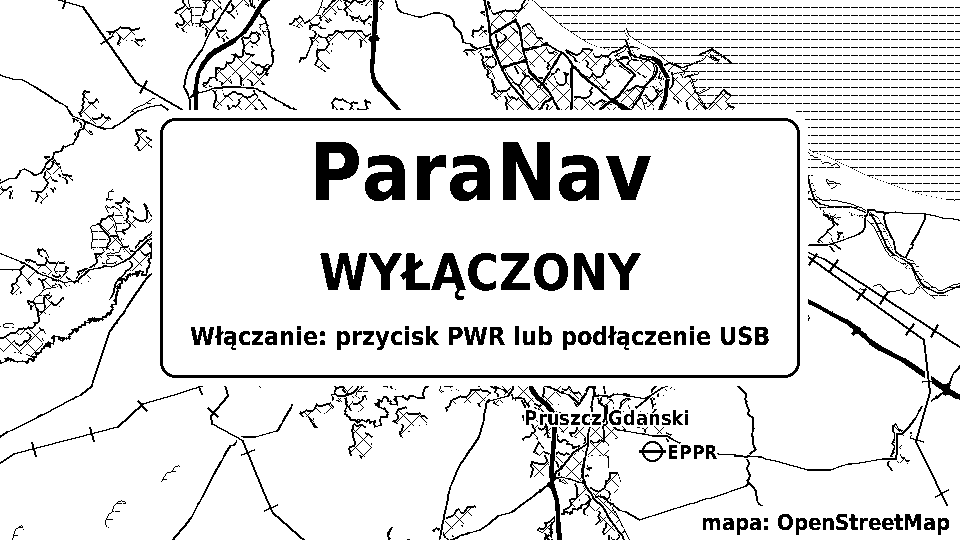 ParaNav
WYŁĄCZONY
Włączanie: przycisk PWR lub podłączenie USB
Pruszcz Gdański
EPPR
mapa: OpenStreetMap